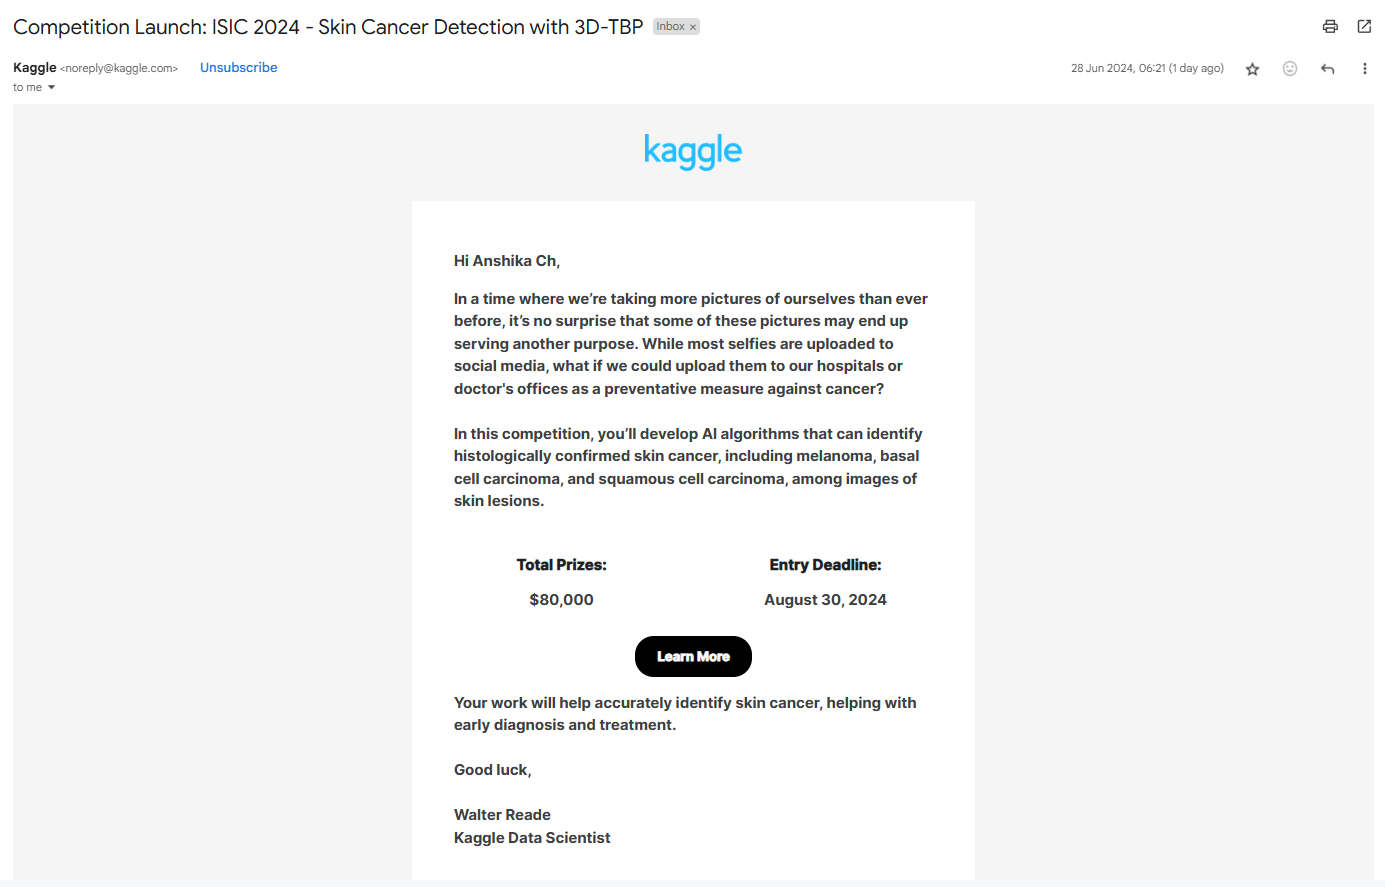 Competition Launch: ISIC 2024 - Skin Cancer Detection with 3D-TBP Inbox ×
Kaggle <noreply@kaggle.com> Unsubscribe 28 Jun 2024, 06:21 (1 day ago)
to me
kaggle
Hi Anshika Ch,
In a time where we’re taking more pictures of ourselves than ever
before, it’s no surprise that some of these pictures may end up
serving another purpose. While most selfies are uploaded to
social media, what if we could upload them to our hospitals or
doctor's offices as a preventative measure against cancer?
In this competition, you’ll develop AI algorithms that can identify
histologically confirmed skin cancer, including melanoma, basal
cell carcinoma, and squamous cell carcinoma, among images of
skin lesions.
Total Prizes: Entry Deadline:
$80,000 August 30, 2024
Learn More
Your work will help accurately identify skin cancer, helping with
early diagnosis and treatment.
Good luck,
Walter Reade
Kaggle Data Scientist